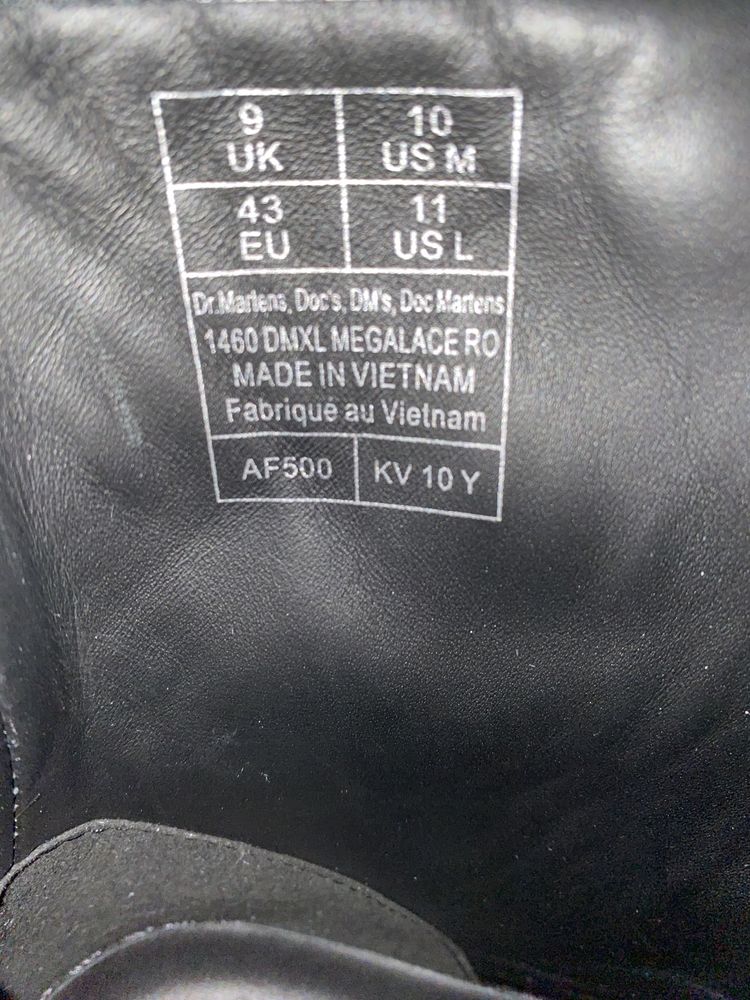 9
UK
10
US M
43
EU
11
US L
Dr.Martens, Doc's, DM's, Doc Martens
1460 DMXL MEGALACE RO
MADE IN VIETNAM
Fabriqué au Vietnam
AF500
KV 10 Y